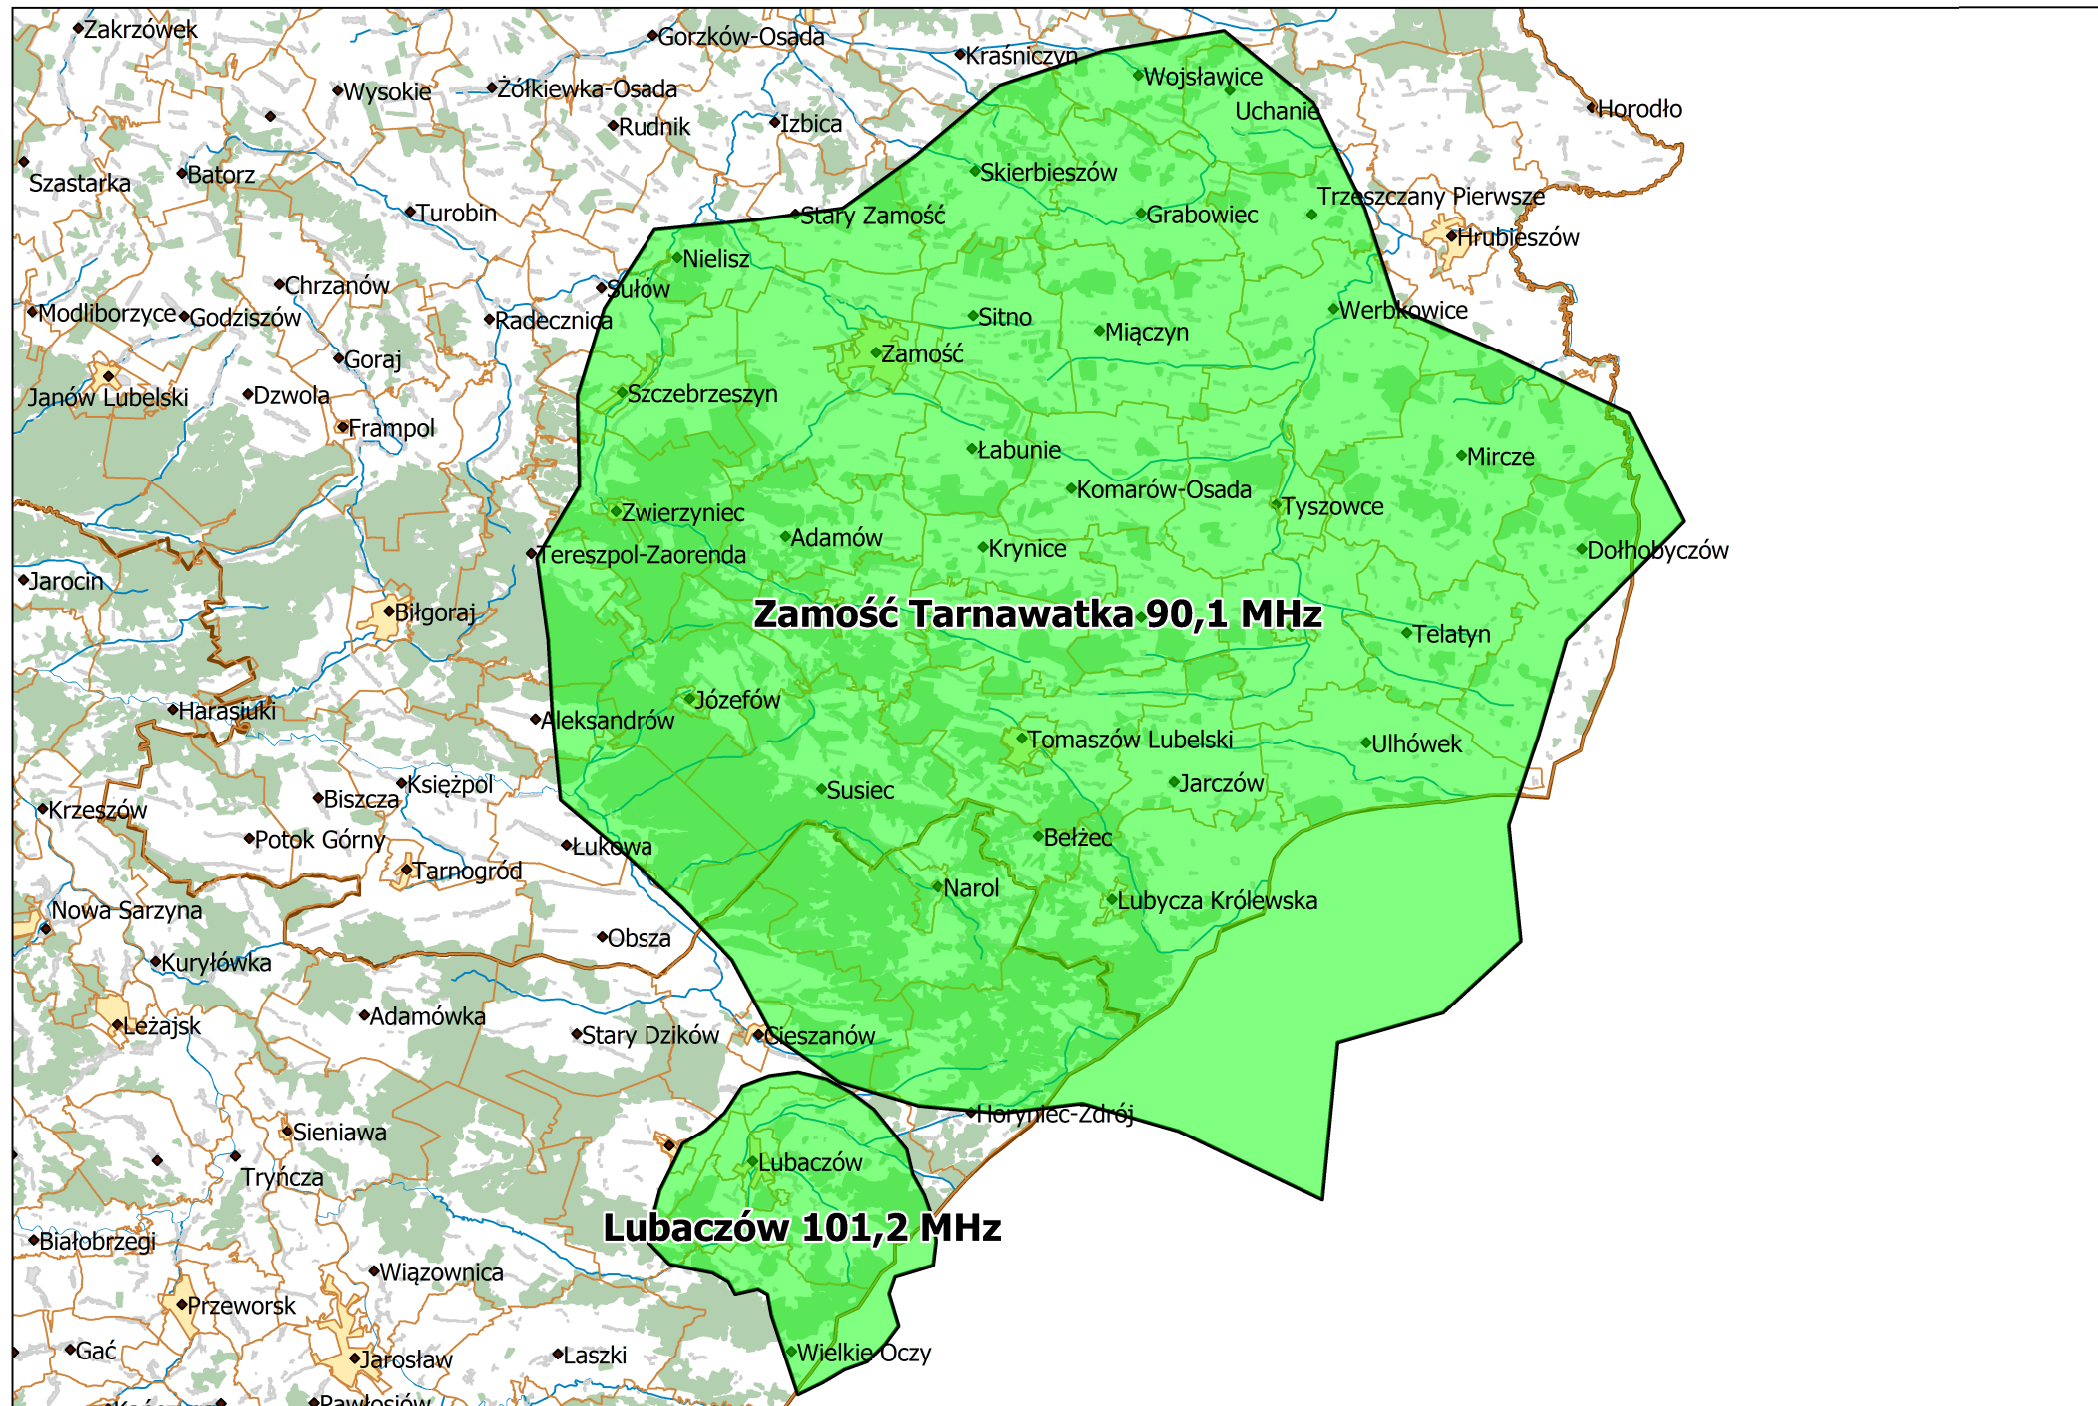 Zakrzówek
Gorzków-Osada
Kraśniczyn
Wojsławice
Wysokie
Żółkiewka-Osada
Uchanie
Horodło
Rudnik
Izbica
Szastarka
Batorz
Skierbieszów
Trzeszczany Pierwsze
Turobin
Stary Zamość
Grabowiec
Hrubieszów
Nielisz
Chrzanów
Sułów
Modliborzyce
Godziszów
Radecznica
Sitno
Miączyn
Werbkowice
Goraj
Zamość
Janów Lubelski
Dzwola
Szczebrzeszyn
Frampol
Łabunie
Mircze
Komarów-Osada
Tyszowce
Zwierzyniec
Adamów
Krynice
Dołhobyczów
Tereszpol-Zaorenda
Jarocin
Biłgoraj
Zamość Tarnawatka 90,1 MHz
Telatyn
Harasiuki
Aleksandrów
Józefów
Tomaszów Lubelski
Ulhówek
Księżpol
Biszcza
Susiec
Jarczów
Krzeszów
Potok Górny
Łukowa
Bełżec
Tarnogród
Narol
Lubycza Królewska
Nowa Sarzyna
Obsza
Kuryłówka
Leżajsk
Adamówka
Stary Dzików
Cieszanów
Horyniec-Zdrój
Sieniawa
Lubaczów
Tryńcza
Lubaczów 101,2 MHz
Białobrzegi
Wiązownica
Przeworsk
Gać
Jarosław
Laszki
Wielkie Oczy
Pawłosiów